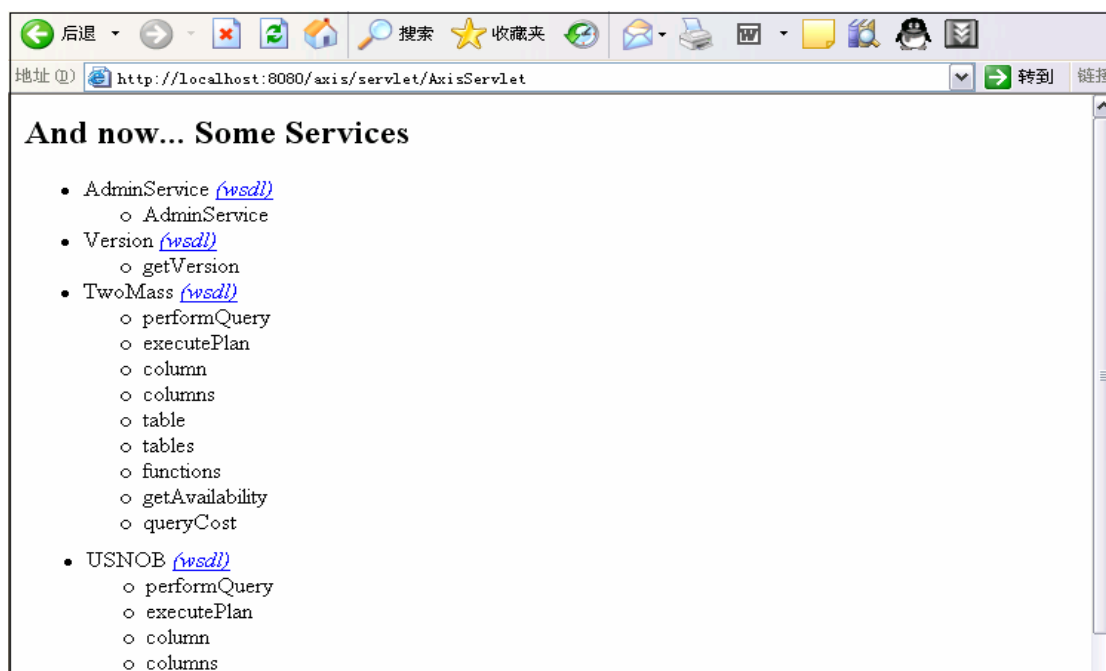 后退 搜索 收藏夹
地址(D) http://localhost:8080/axis/servlet/AxisServlet 转到 链接
And now... Some Services
AdminService (wsdl)
AdminService
Version (wsdl)
getVersion
TwoMass (wsdl)
performQuery
executePlan
column
columns
table
tables
functions
getAvailability
queryCost
USNOB (wsdl)
performQuery
executePlan
column
columns